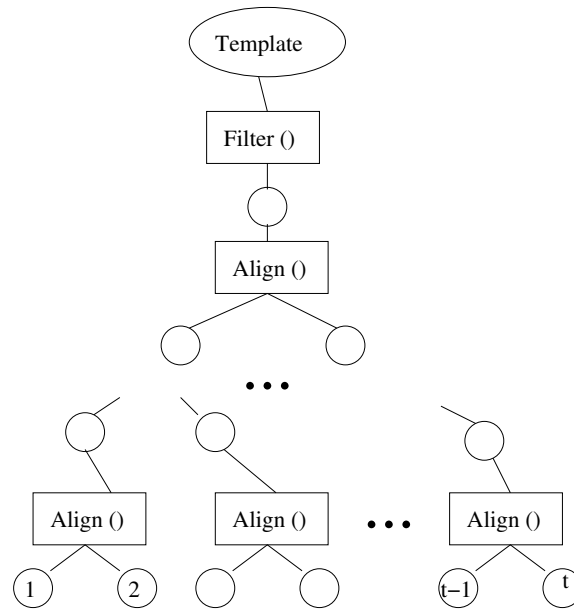 Template
Filter ()
Align ()
• • •
Align ()
Align ()
• • •
Align ()
1
2
t−1
t